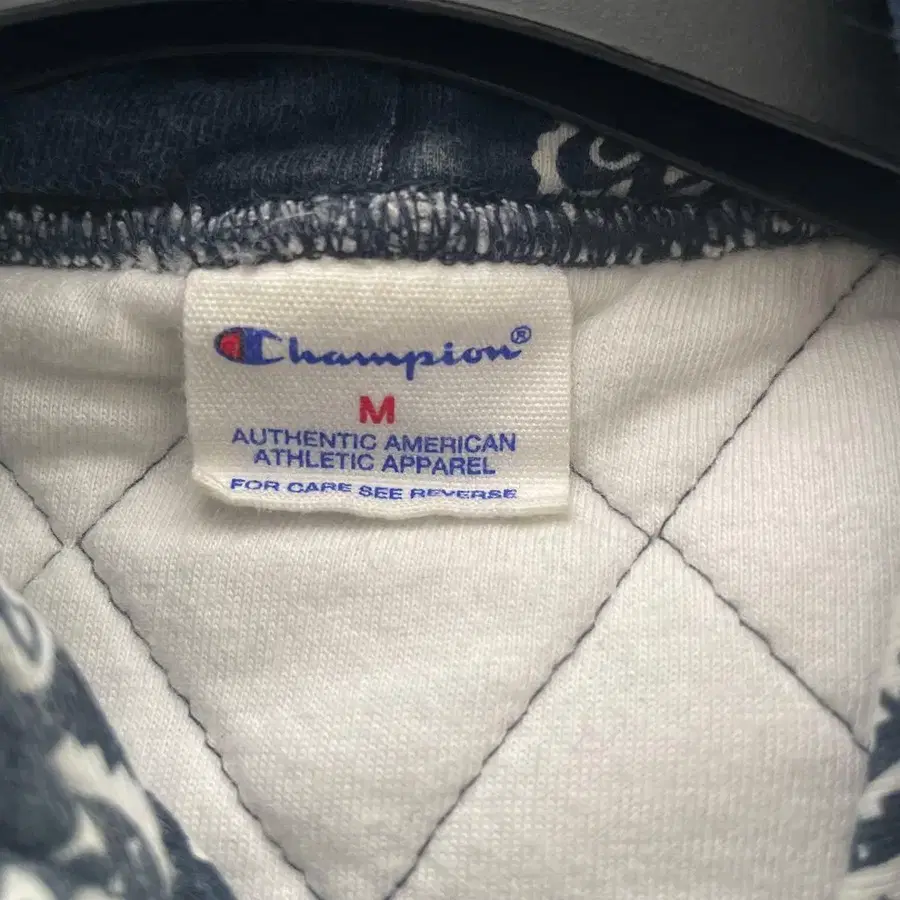 Champion®
M
AUTHENTIC AMERICAN
ATHLETIC APPAREL
FOR CARE SEE REVERSE